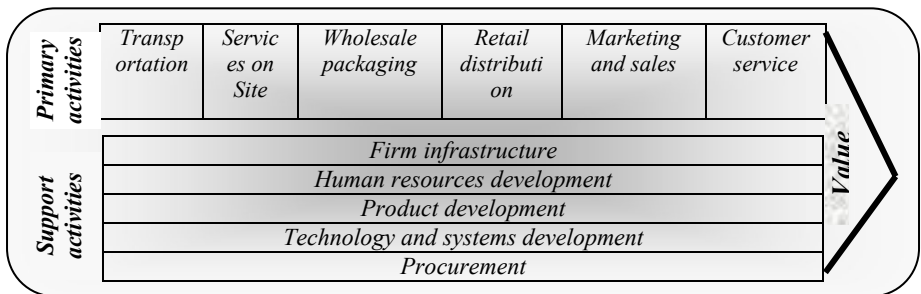 Primary
activities
Transp
ortation
Servic
es on
Site
Wholesale
packaging
Retail
distributi
on
Marketing
and sales
Customer
service
Support
activities
Firm infrastructure
Human resources development
Product development
Technology and systems development
Procurement
Value